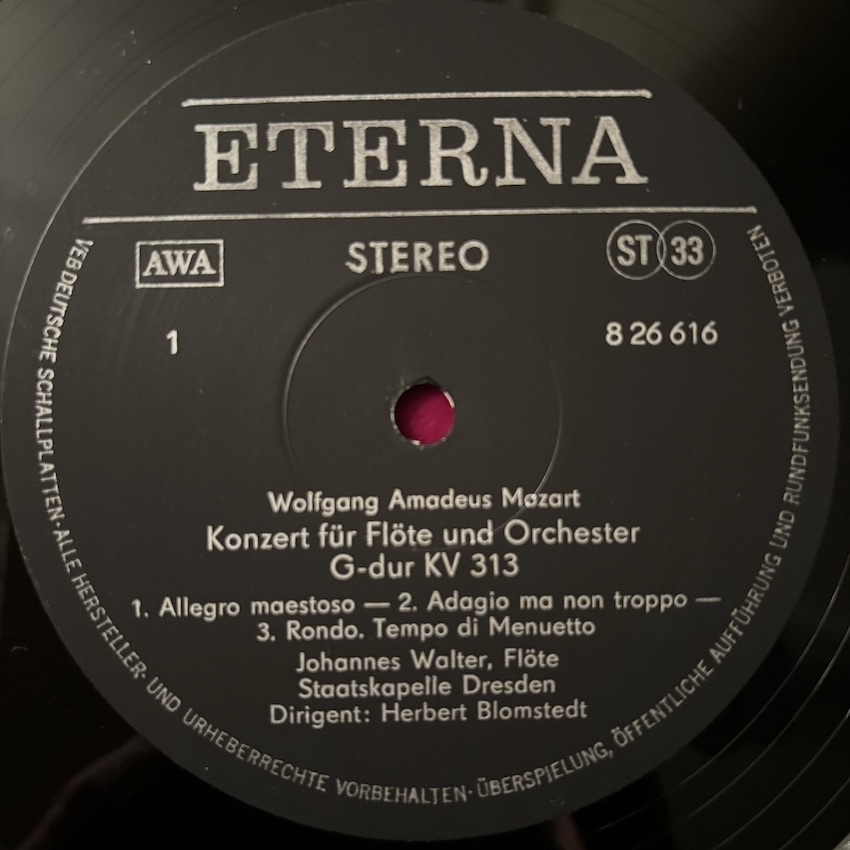 ETERNA
AWA STEREO ST 33
1 8 26 616
Wolfgang Amadeus Mozart
Konzert für Flöte und Orchester
G-dur KV 313
1. Allegro maestoso — 2. Adagio ma non troppo —
3. Rondo. Tempo di Menuetto
Johannes Walter, Flöte
Staatskapelle Dresden
Dirigent: Herbert Blomstedt
VEB DEUTSCHE SCHALLPLATTEN · ALLE HERSTELLER- UND URHEBERRECHTE VORBEHALTEN · ÜBERSPIELUNG, ÖFFENTLICHE AUFFÜHRUNG UND RUNDFUNKSENDUNG VERBOTEN